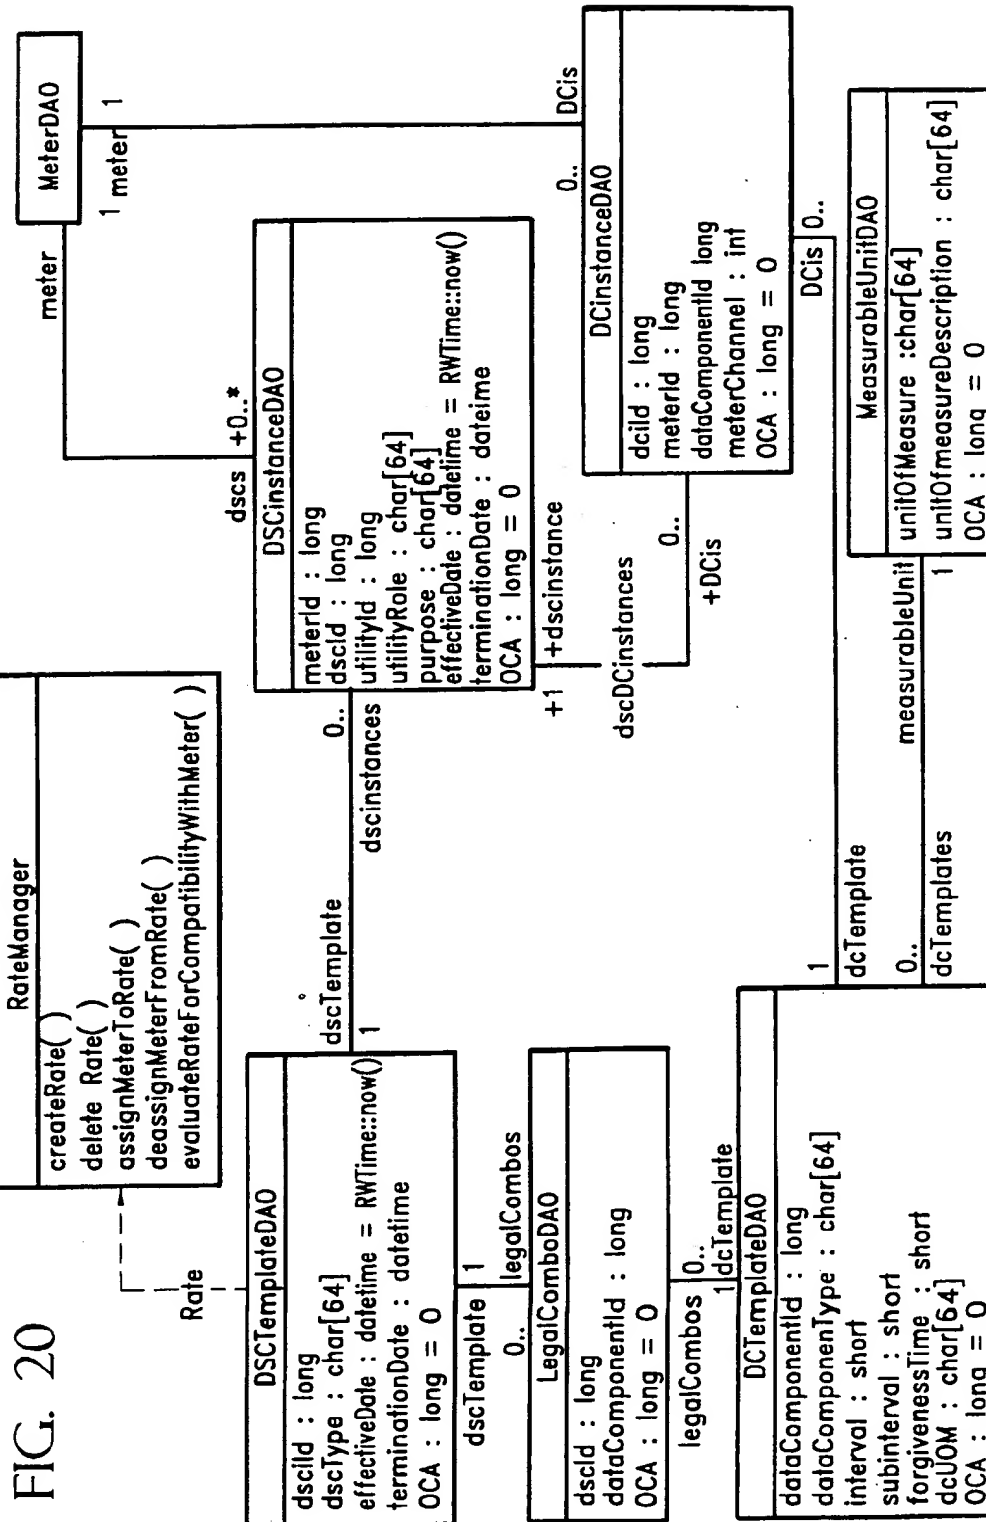 FIG. 20
RateManager
createRate( )
delete Rate( )
assignMeterToRate( )
deassignMeterFromRate( )
evaluateRateForCompatibilityWithMeter( )
Rate
MeterDAO
meter
1
1
meter
dscs
+0..*
DSCinstanceDAO
meterId : long
dscId : long
utilityId : long
utilityRole : char[64]
purpose : char[64]
effectiveDate : datetime = RWTime::now()
terminationDate : dateime
OCA : long = 0
DSCTemplateDAO
dsciId : long
dscType : char[64]
effectiveDate : datetime = RWTime::now()
terminationDate : datetime
OCA : long = 0
dscTemplate
1
0..
dscinstances
+1
+dscinstance
dscDCinstances
0..
+DCis
0..
DCis
DCinstanceDAO
dciId : long
meterId : long
dataComponentId long
meterChannel : int
OCA : long = 0
dscTemplate
1
0..
legalCombos
LegalComboDAO
dscId : long
dataComponentId : long
OCA : long = 0
legalCombos
0..
1
dcTemplate
DCTemplateDAO
dataComponentId : long
dataComponentType : char[64]
interval : short
subinterval : short
forgivenessTime : short
dcUOM : char[64]
OCA : long = 0
1
dcTemplate
DCis
0..
0..
dcTemplates
measurableUnit
1
MeasurableUnitDAO
unitOfMeasure :char[64]
unitOfmeasureDescription : char[64]
OCA : long = 0